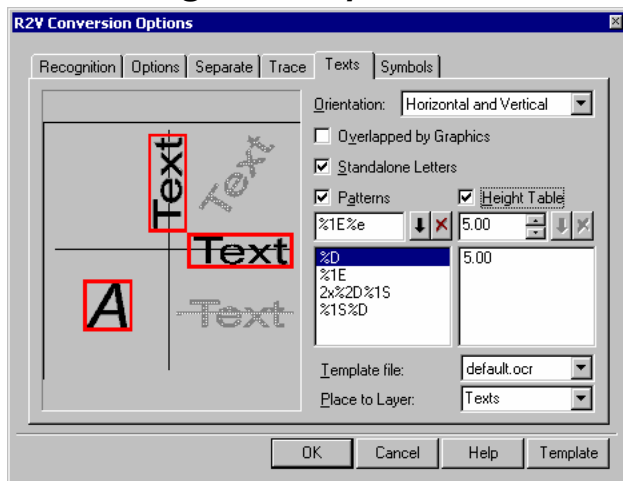 R2V Conversion Options
Recognition Options Separate Trace Texts Symbols
Orientation: Horizontal and Vertical
Overlapped by Graphics
Standalone Letters
Patterns Height Table
%1E%e 5.00
%D 5.00
%1E
2x%2D%1S
%1S%D
Text
Text
Text
A
Text
Template file: default.ocr
Place to Layer: Texts
OK Cancel Help Template